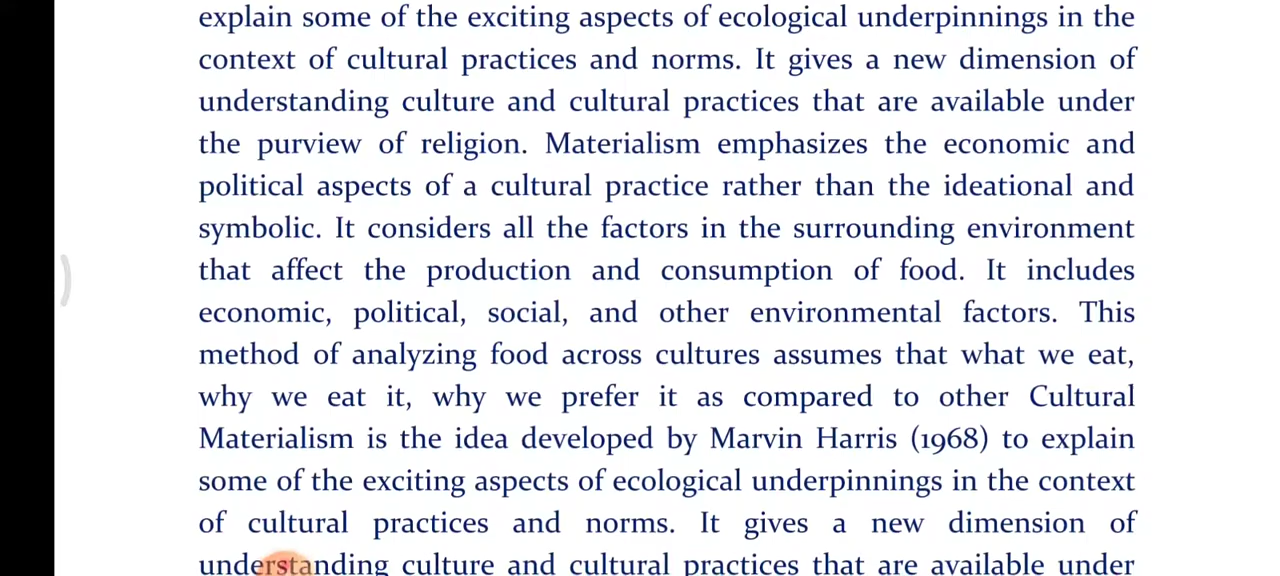 explain some of the exciting aspects of ecological underpinnings in the
context of cultural practices and norms. It gives a new dimension of
understanding culture and cultural practices that are available under
the purview of religion. Materialism emphasizes the economic and
political aspects of a cultural practice rather than the ideational and
symbolic. It considers all the factors in the surrounding environment
that affect the production and consumption of food. It includes
economic, political, social, and other environmental factors. This
method of analyzing food across cultures assumes that what we eat,
why we eat it, why we prefer it as compared to other Cultural
Materialism is the idea developed by Marvin Harris (1968) to explain
some of the exciting aspects of ecological underpinnings in the context
of cultural practices and norms. It gives a new dimension of
understanding culture and cultural practices that are available under